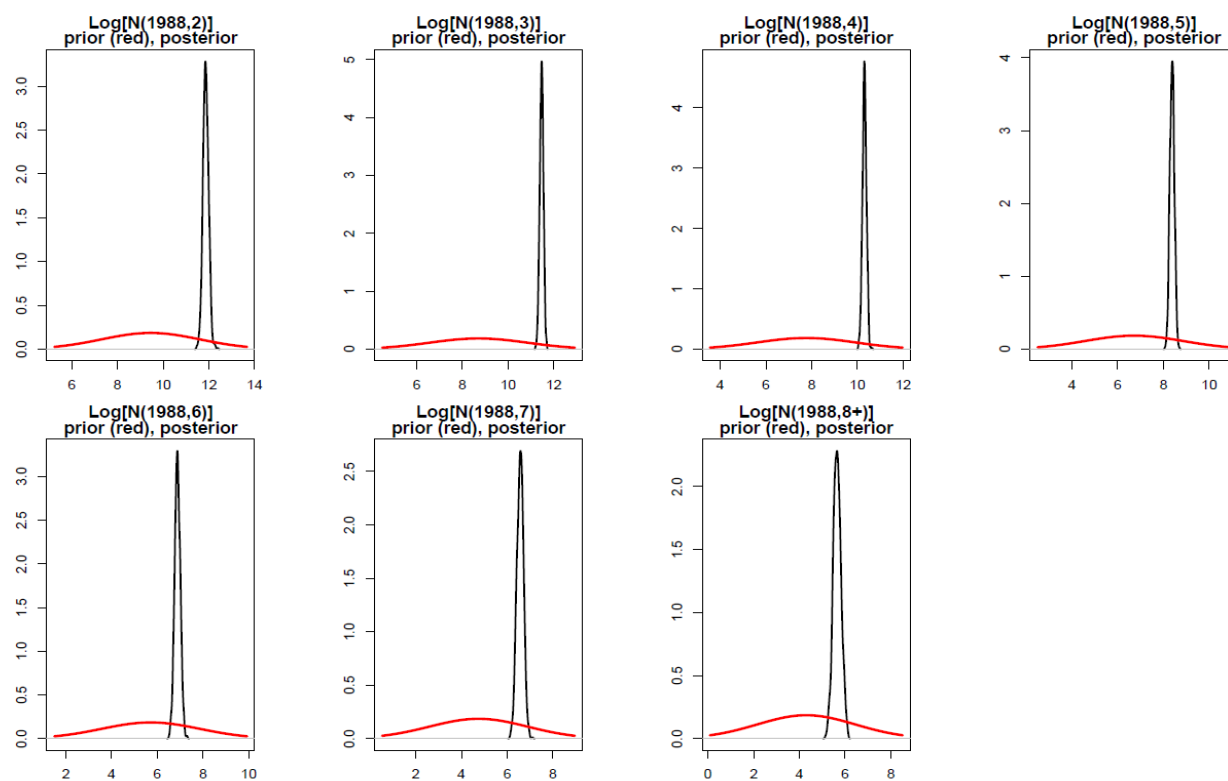 Log[N(1988,2)]
prior (red), posterior
0.0 0.5 1.0 1.5 2.0 2.5 3.0
6 8 10 12 14
Log[N(1988,3)]
prior (red), posterior
0 1 2 3 4 5
6 8 10 12
Log[N(1988,4)]
prior (red), posterior
0 1 2 3 4
4 6 8 10 12
Log[N(1988,5)]
prior (red), posterior
0 1 2 3 4
4 6 8 10
Log[N(1988,6)]
prior (red), posterior
0.0 0.5 1.0 1.5 2.0 2.5 3.0
2 4 6 8 10
Log[N(1988,7)]
prior (red), posterior
0.0 0.5 1.0 1.5 2.0 2.5
2 4 6 8
Log[N(1988,8+)]
prior (red), posterior
0.0 0.5 1.0 1.5 2.0
0 2 4 6 8